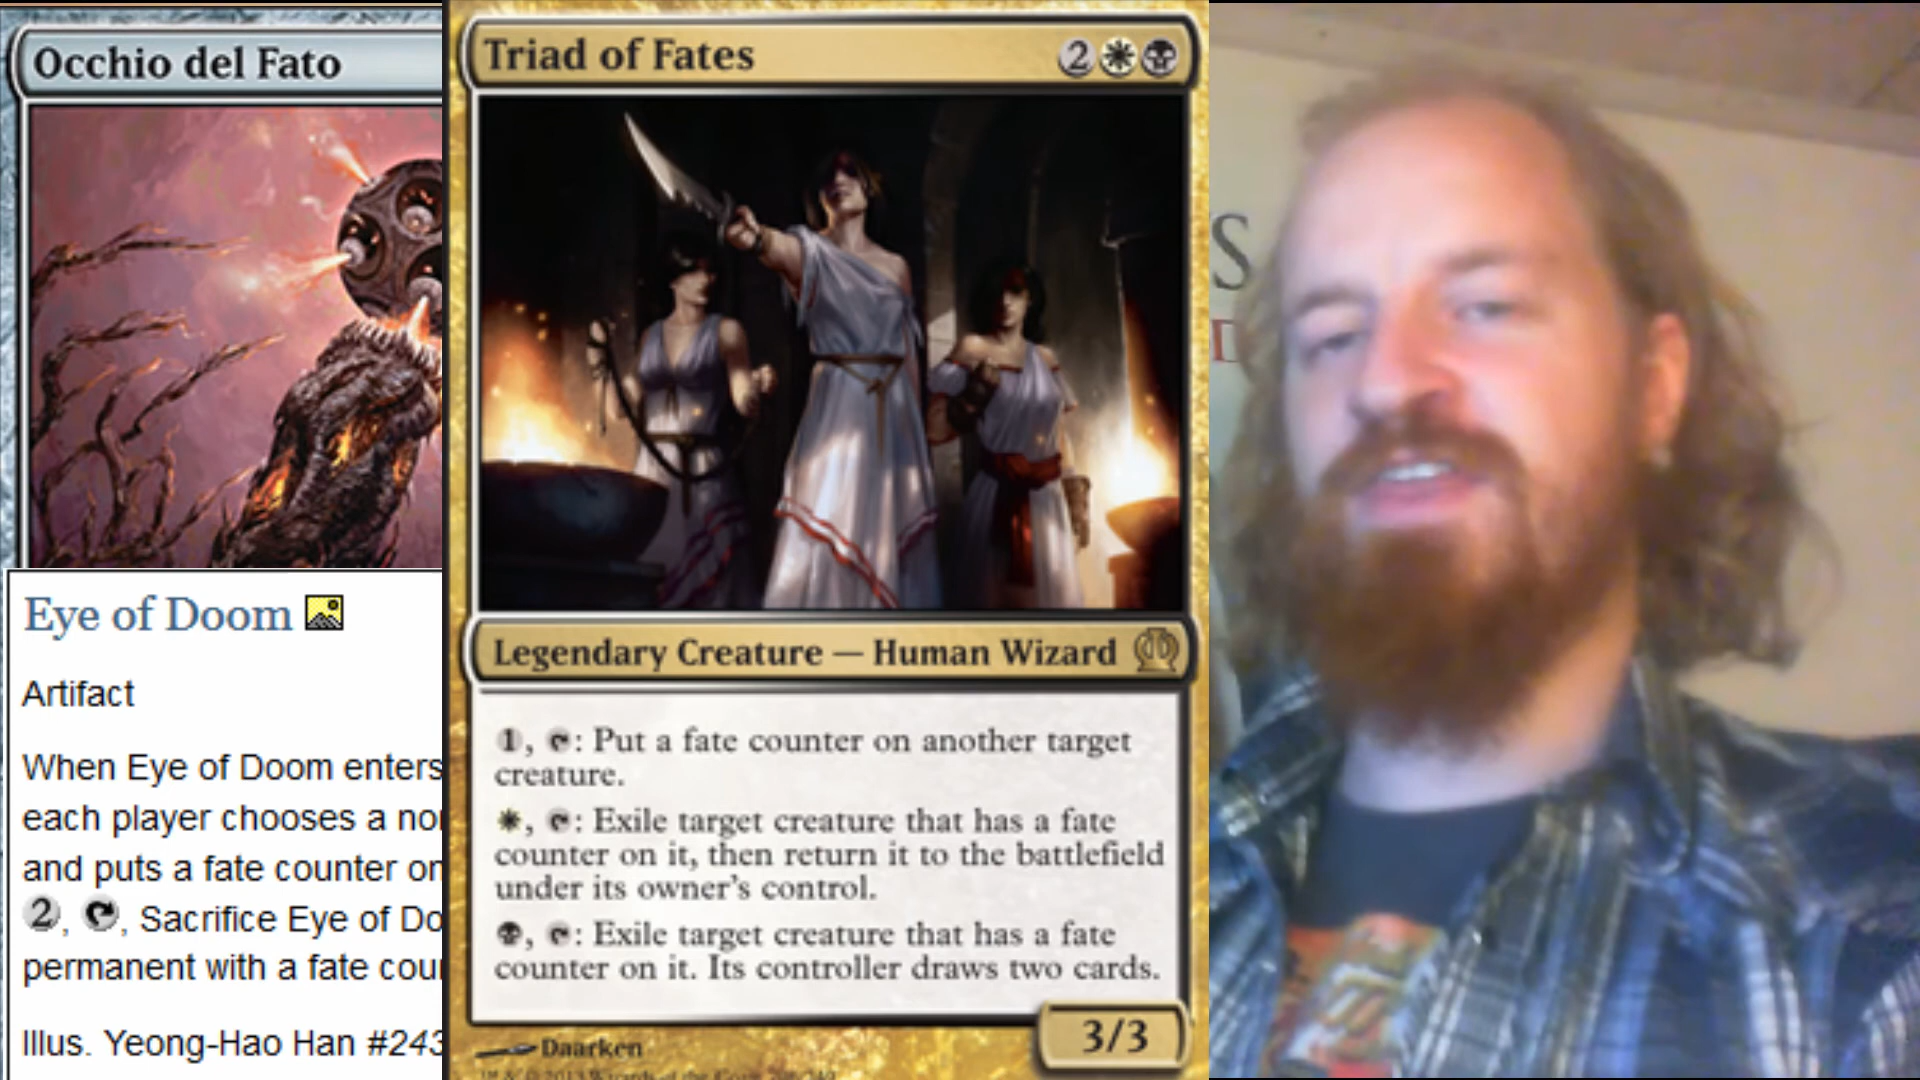 Occhio del Fato
Eye of Doom
Artifact
When Eye of Doom enters
each player chooses a
and puts a fate counter
2, , Sacrifice Eye of
permanent with a fate
Illus. Yeong-Hao Han #243
Triad of Fates
2
Legendary Creature — Human Wizard
1, : Put a fate counter on another target
creature.
, : Exile target creature that has a fate
counter on it, then return it to the battlefield
under its owner's control.
, : Exile target creature that has a fate
counter on it. Its controller draws two cards.
3/3
Daarken
S
D